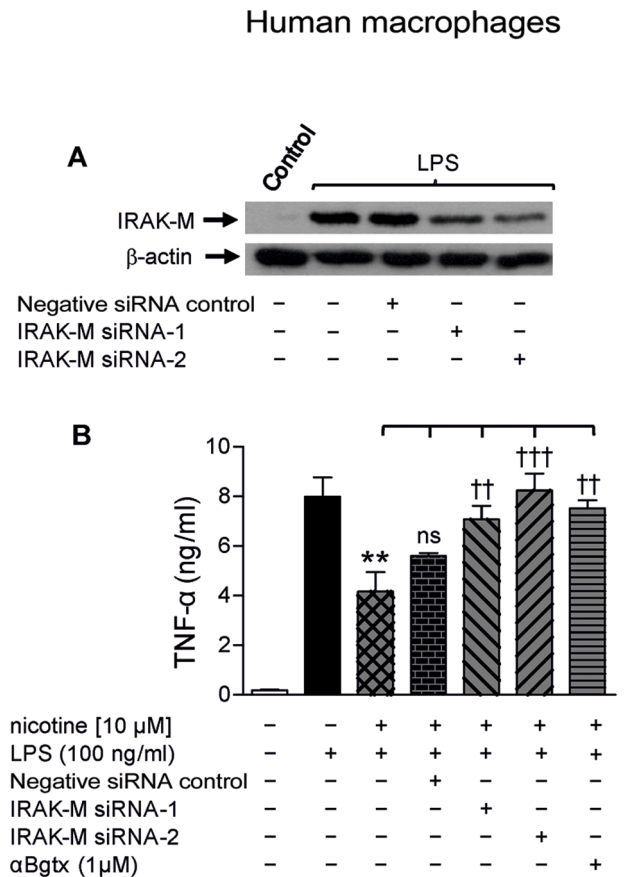 Human macrophages
A
Control
LPS
IRAK-M
β-actin
Negative siRNA control – – + – –
IRAK-M siRNA-1 – – – + –
IRAK-M siRNA-2 – – – – +
B
10
8
6
4
2
0
TNF-α (ng/ml)
** ns †† ††† ††
nicotine [10 µM] – – + + + + +
LPS (100 ng/ml) – + + + + + +
Negative siRNA control – – – + – – –
IRAK-M siRNA-1 – – – – + – –
IRAK-M siRNA-2 – – – – – + –
αBgtx (1µM) – – – – – – +